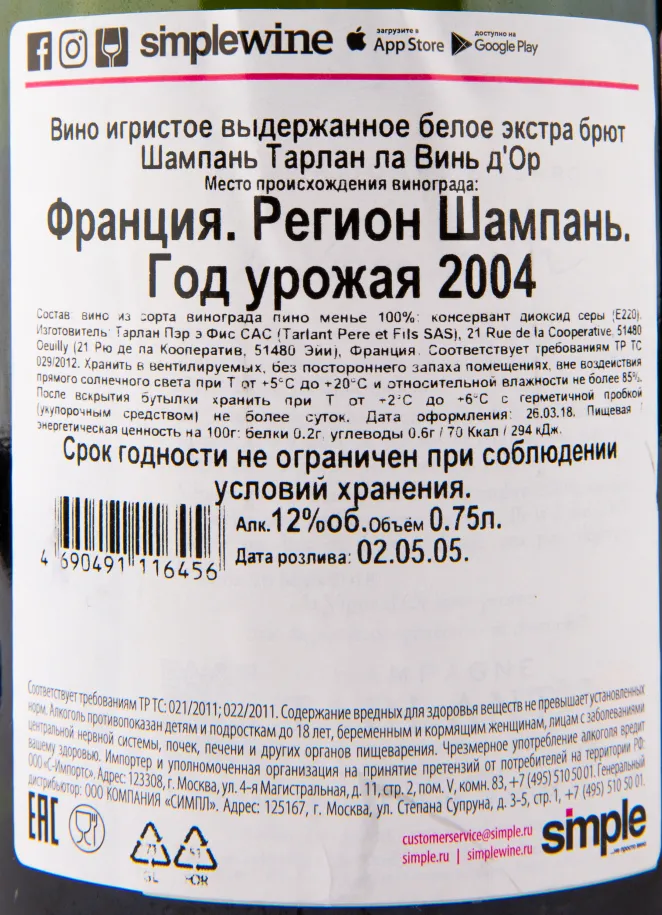 simplewine загрузите в App Store доступно на Google Play
Вино игристое выдержанное белое экстра брют
Шампань Тарлан ла Винь д'Ор
Место происхождения винограда:
Франция. Регион Шампань.
Год урожая 2004
Состав: вино из сорта винограда пино менье 100%; консервант диоксид серы (E220).
Изготовитель: Тарлан Пэр э Фис САС (Tarlant Pere et Fils SAS), 21 Rue de la Cooperative, 51480
Oeuilly (21 Рю де ла Кооператив, 51480 Эйи), Франция. Соответствует требованиям ТР ТС
029/2012. Хранить в вентилируемых, без постороннего запаха помещениях, вне воздействия
прямого солнечного света при Т от +5°С до +20°С и относительной влажности не более 85%.
После вскрытия бутылки хранить при Т от +2°С до +6°С с герметичной пробкой
(укупорочным средством) не более суток. Дата оформления: 26.03.18. Пищевая
энергетическая ценность на 100г: белки 0.2г, углеводы 0.6г / 70 Ккал / 294 кДж.
Срок годности не ограничен при соблюдении
условий хранения.
Алк.12%об.Объём 0.75л.
Дата розлива: 02.05.05.
4 690491 116456
Соответствует требованиям ТР ТС: 021/2011; 022/2011. Содержание вредных для здоровья веществ не превышает установленных
норм. Алкоголь противопоказан детям и подросткам до 18 лет, беременным и кормящим женщинам, лицам с заболеваниями
центральной нервной системы, почек, печени и других органов пищеварения. Чрезмерное употребление алкоголя вредит
вашему здоровью. Импортер и уполномоченная организация на принятие претензий от потребителей на территории РФ:
ООО «С-Импортс». Адрес: 123308, г. Москва, ул. 4-я Магистральная, д. 11, стр. 2, пом. V, комн. 83, +7 (495) 510 50 01. Генеральный
дистрибьютор: ООО КОМПАНИЯ «СИМПЛ». Адрес: 125167, г. Москва, ул. Степана Супруна, д. 3-5, стр. 1, +7 (495) 510 50 01.
EAC
71 GL
51 FOR
customerservice@simple.ru
simple.ru | simplewine.ru
simple
...не просто вино